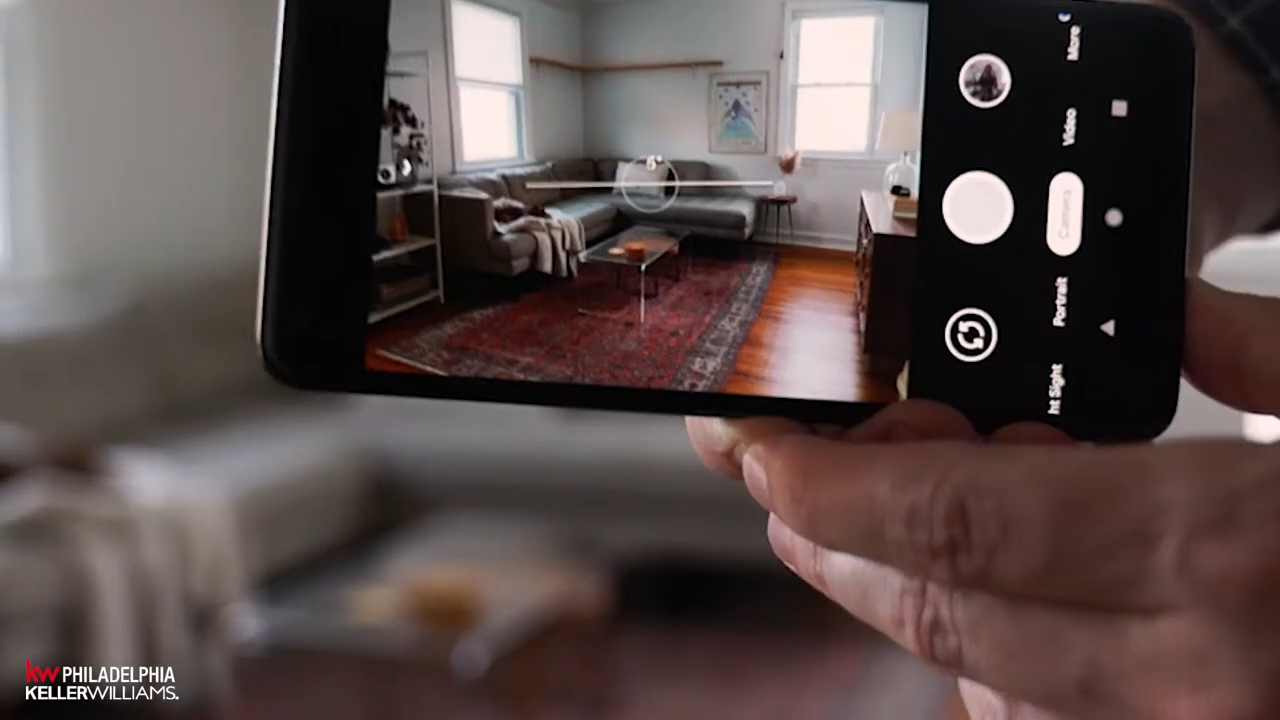 More
Video
Camera
Portrait
ht Sight
kw PHILADELPHIA
KELLERWILLIAMS.